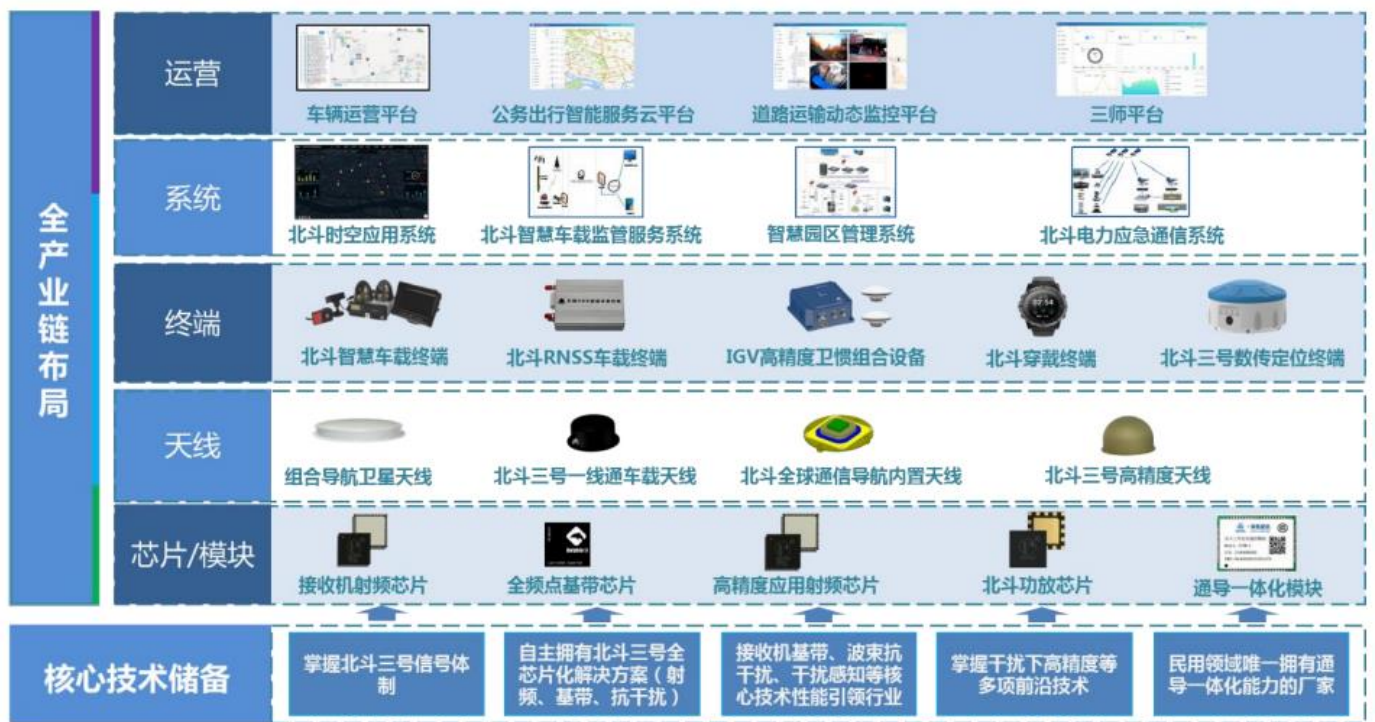 全产业链布局
运营
车辆运营平台
公务出行智能服务云平台
道路运输动态监控平台
三师平台
系统
北斗时空应用系统
北斗智慧车载监管服务系统
智慧园区管理系统
北斗电力应急通信系统
终端
北斗智慧车载终端
北斗RNSS车载终端
IGV高精度卫惯组合设备
北斗穿戴终端
北斗三号数传定位终端
02:54
天线
组合导航卫星天线
北斗三号一线通车载天线
北斗全球通信导航内置天线
北斗三号高精度天线
芯片/模块
接收机射频芯片
全频点基带芯片
高精度应用射频芯片
北斗功放芯片
通导一体化模块
核心技术储备
掌握北斗三号信号体
制
自主拥有北斗三号全
芯片化解决方案（射
频、基带、抗干扰）
接收机基带、波束抗
干扰、干扰感知等核
心技术性能引领行业
掌握干扰下高精度等
多项前沿技术
民用领域唯一拥有通
导一体化能力的厂家